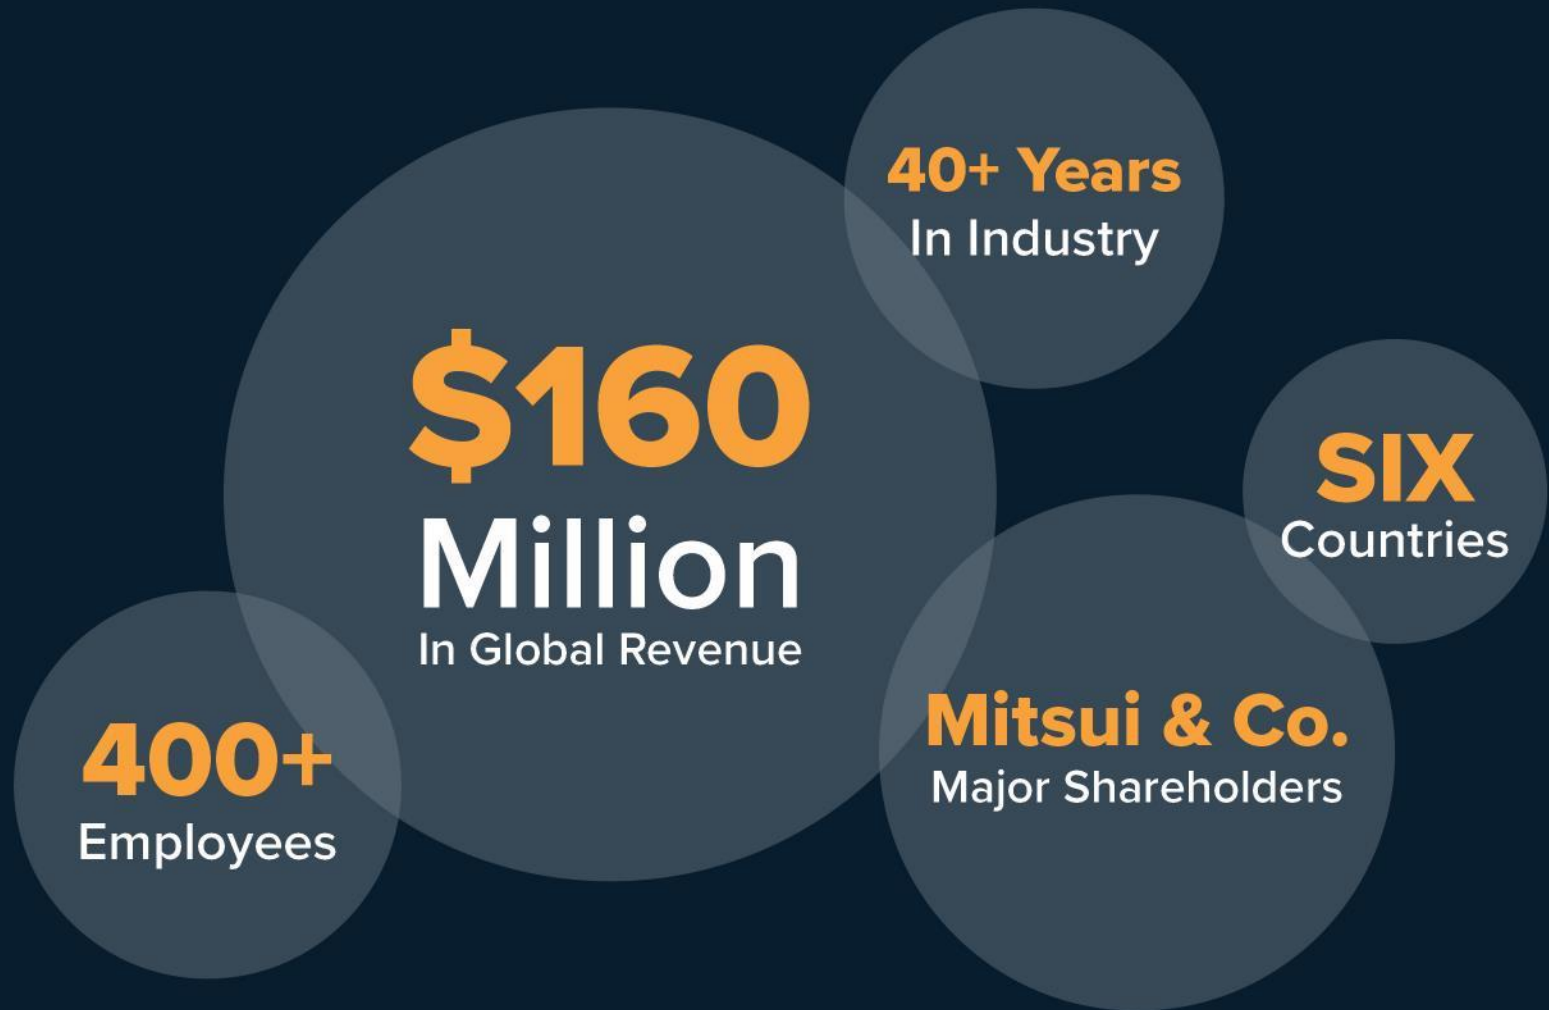 40+ Years
In Industry
$160
Million
In Global Revenue
SIX
Countries
Mitsui & Co.
Major Shareholders
400+
Employees